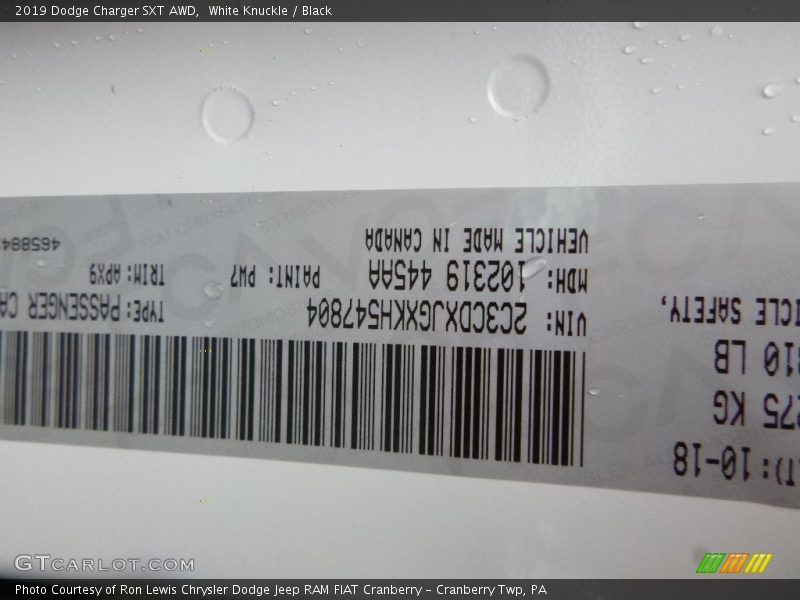 2019 Dodge Charger SXT AWD, White Knuckle / Black
T): 10-18
275 KG
310 LB
ICLE SAFETY,
VIN: 2C3CDXJGXKH547804
TYPE: PASSENGER CA
MDH: 102319 445AA
PAINT: PW7
TRIM: APX9
VEHICLE MADE IN CANADA
465884
GTCARLOT.COM
Photo Courtesy of Ron Lewis Chrysler Dodge Jeep RAM FIAT Cranberry – Cranberry Twp, PA